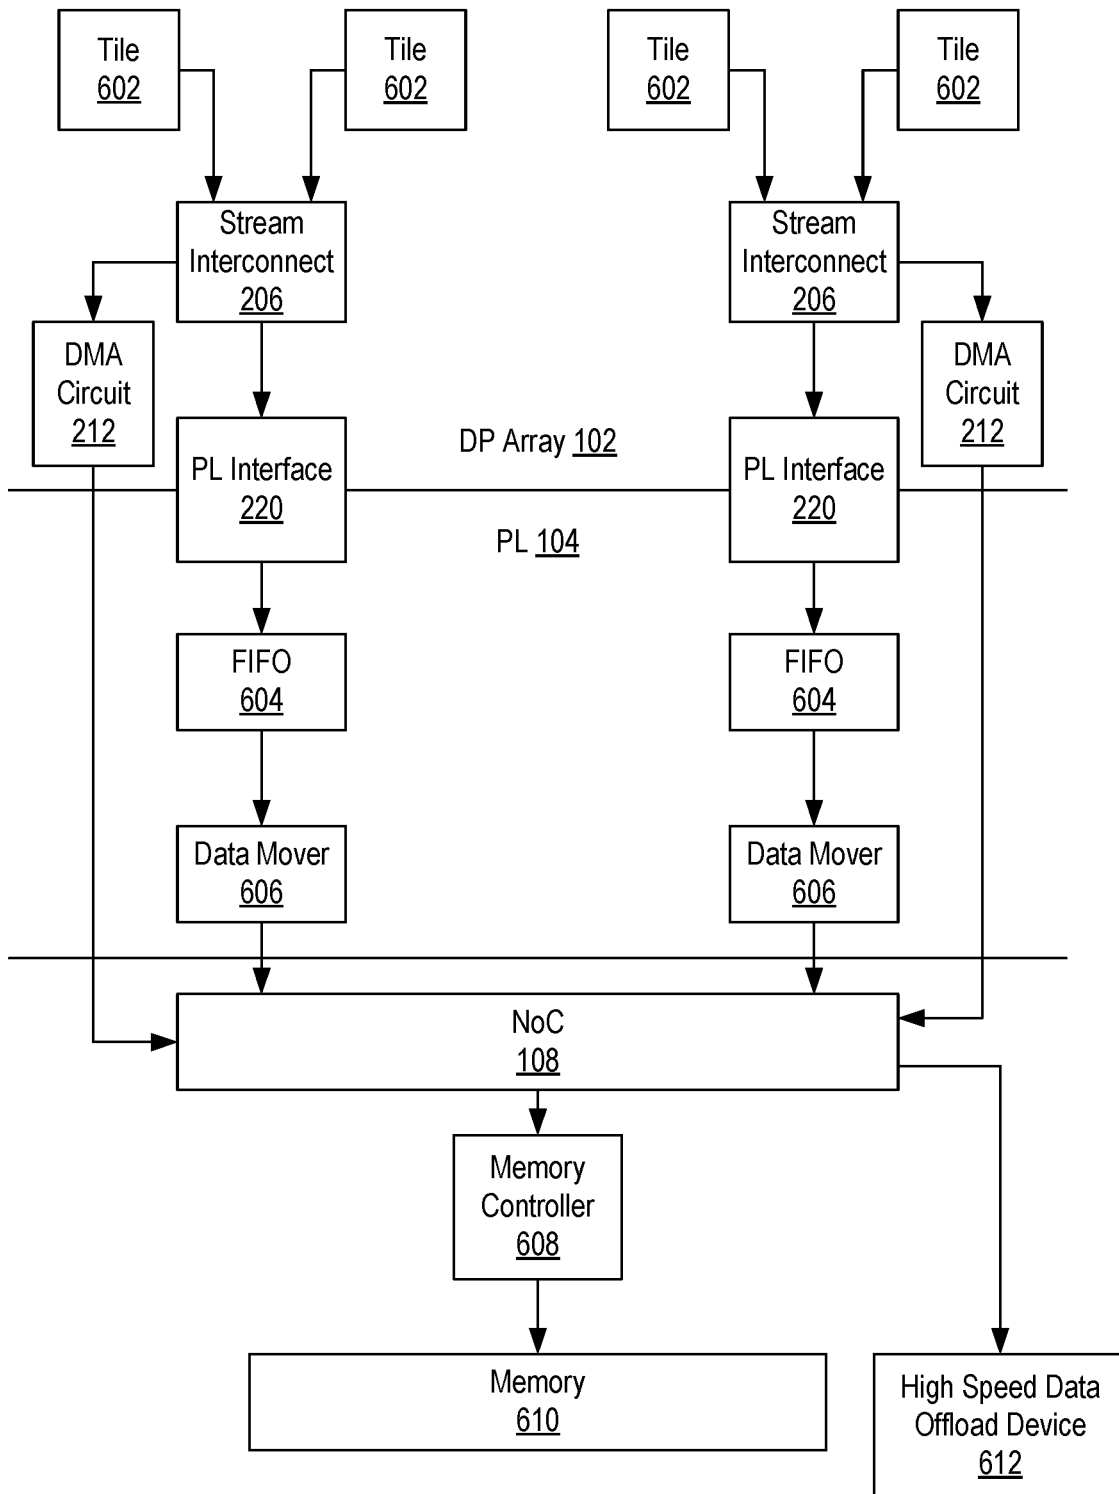 Tile
602
Tile
602
Tile
602
Tile
602
Stream
Interconnect
206
Stream
Interconnect
206
DMA
Circuit
212
DMA
Circuit
212
PL Interface
220
DP Array 102
PL Interface
220
PL 104
FIFO
604
FIFO
604
Data Mover
606
Data Mover
606
NoC
108
Memory
Controller
608
Memory
610
High Speed Data
Offload Device
612